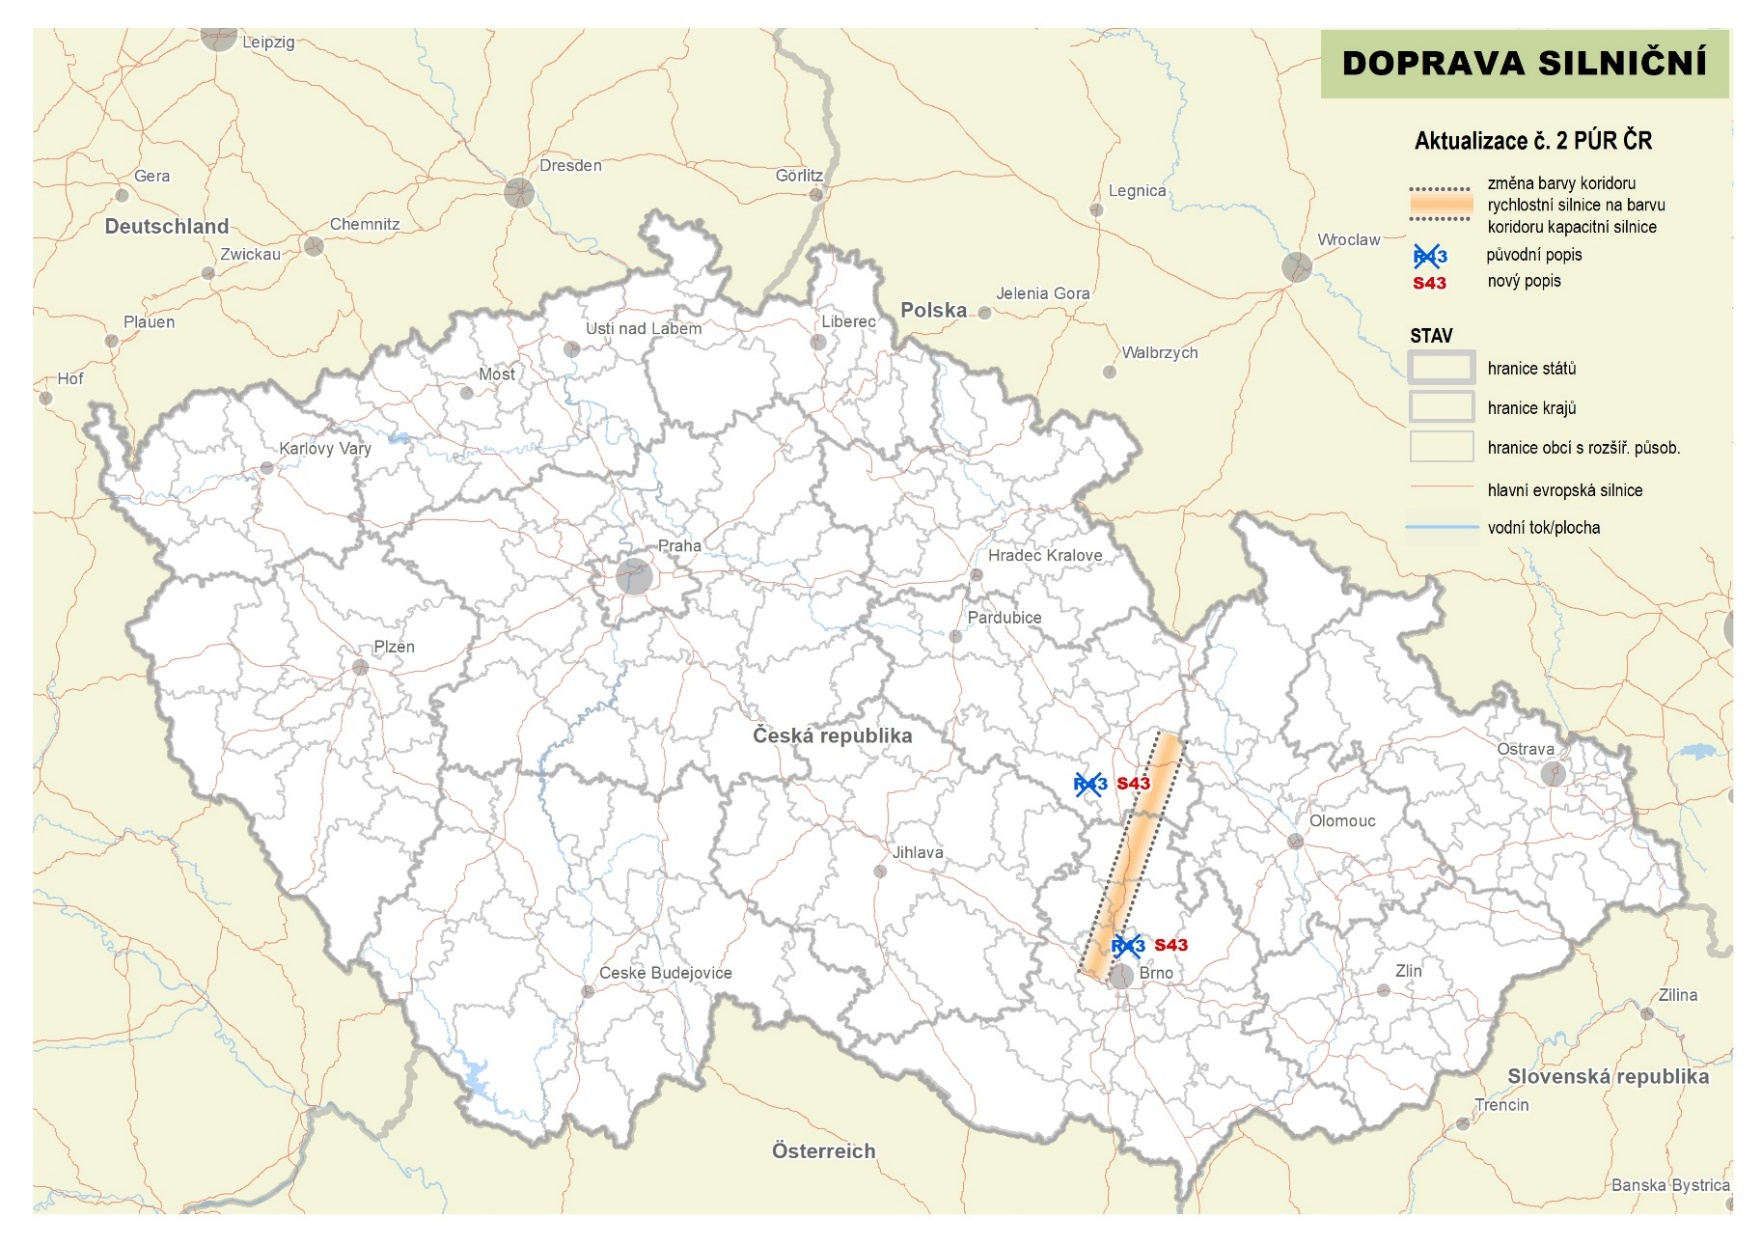 DOPRAVA SILNIČNÍ
Aktualizace č. 2 PÚR ČR
změna barvy koridoru
rychlostní silnice na barvu
koridoru kapacitní silnice
R43
původní popis
S43
nový popis
STAV
hranice států
hranice krajů
hranice obcí s rozšíř. působ.
hlavní evropská silnice
vodní tok/plocha
Leipzig
Dresden
Görlitz
Gera
Legnica
Deutschland
Chemnitz
Zwickau
Wroclaw
Jelenia Gora
Polska
Plauen
Usti nad Labem
Liberec
Walbrzych
Hof
Most
Karlovy Vary
Praha
Hradec Kralove
Pardubice
Plzen
Česká republika
Ostrava
R43 S43
Olomouc
Jihlava
R43 S43
Ceske Budejovice
Brno
Zlin
Zilina
Slovenská republika
Trencin
Österreich
Banska Bystrica